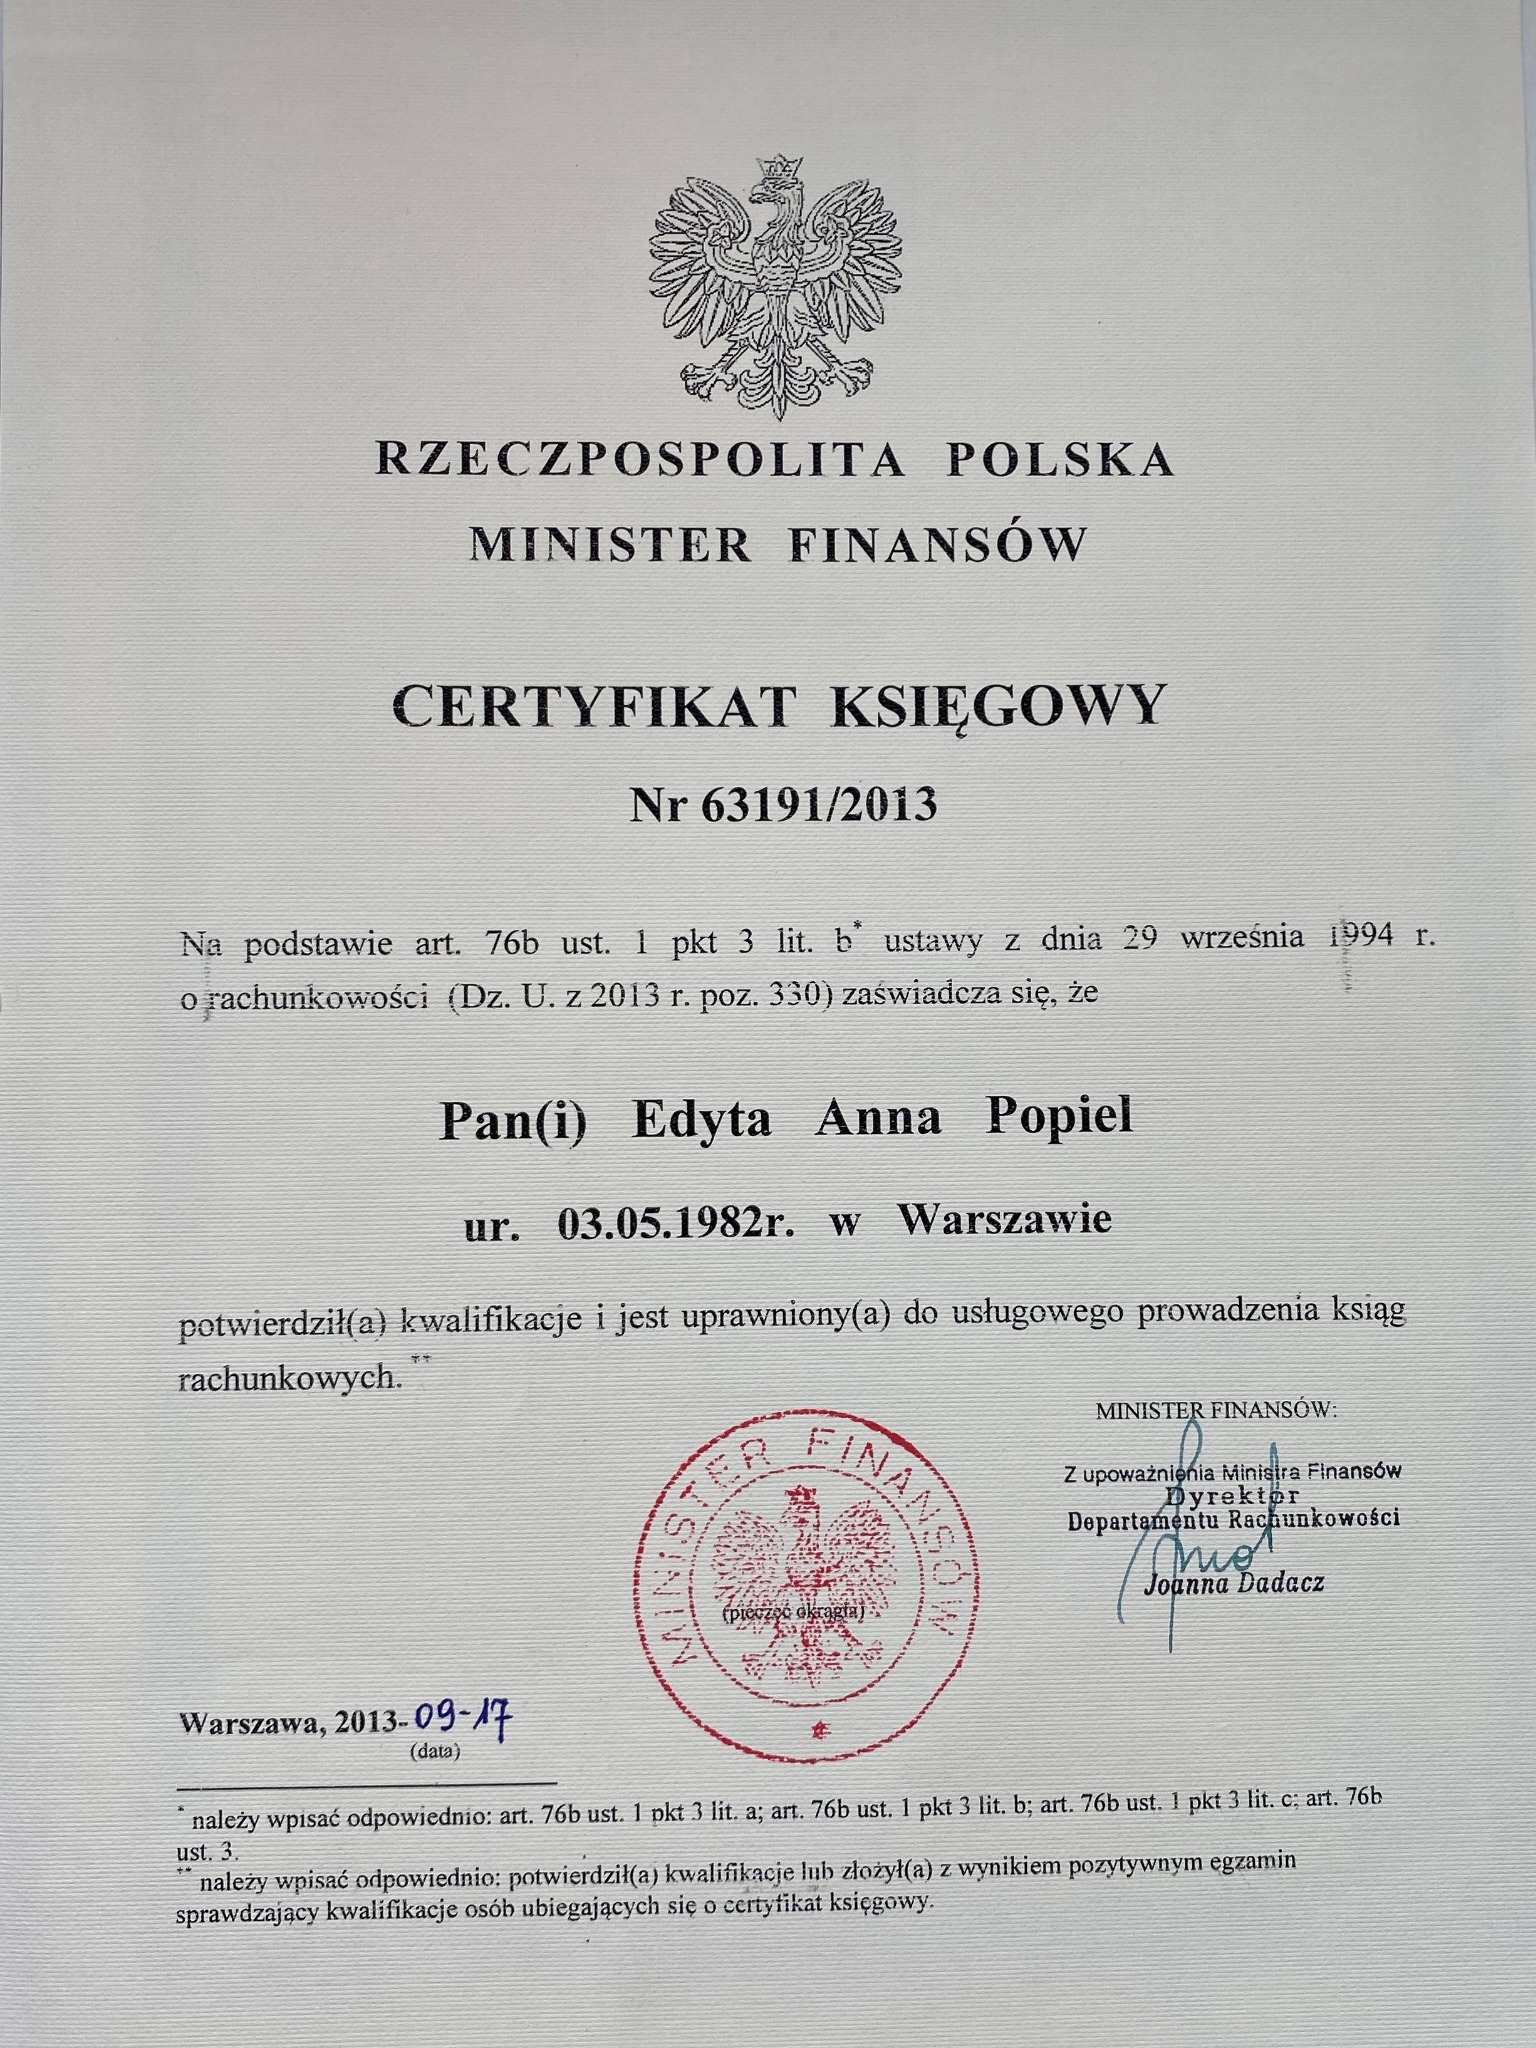 RZECZPOSPOLITA POLSKA
MINISTER FINANSÓW
CERTYFIKAT KSIĘGOWY
Nr 63191/2013
Na podstawie art. 76b ust. 1 pkt 3 lit. b* ustawy z dnia 29 września 1994 r.
o rachunkowości (Dz. U. z 2013 r. poz. 330) zaświadcza się, że
Pan(i) Edyta Anna Popiel
ur. 03.05.1982r. w Warszawie
potwierdził(a) kwalifikacje i jest uprawniony(a) do usługowego prowadzenia ksiąg
rachunkowych.**
MINISTER FINANSÓW:
Z upoważnienia Ministra Finansów
Dyrektor
Departamentu Rachunkowości
Joanna Dadacz
MINISTER FINANSÓW
(pieczęć okrągła)
Warszawa, 2013-09-17
(data)
* należy wpisać odpowiednio: art. 76b ust. 1 pkt 3 lit. a; art. 76b ust. 1 pkt 3 lit. b; art. 76b ust. 1 pkt 3 lit. c; art. 76b
ust. 3.
** należy wpisać odpowiednio: potwierdził(a) kwalifikacje lub złożył(a) z wynikiem pozytywnym egzamin
sprawdzający kwalifikacje osób ubiegających się o certyfikat księgowy.